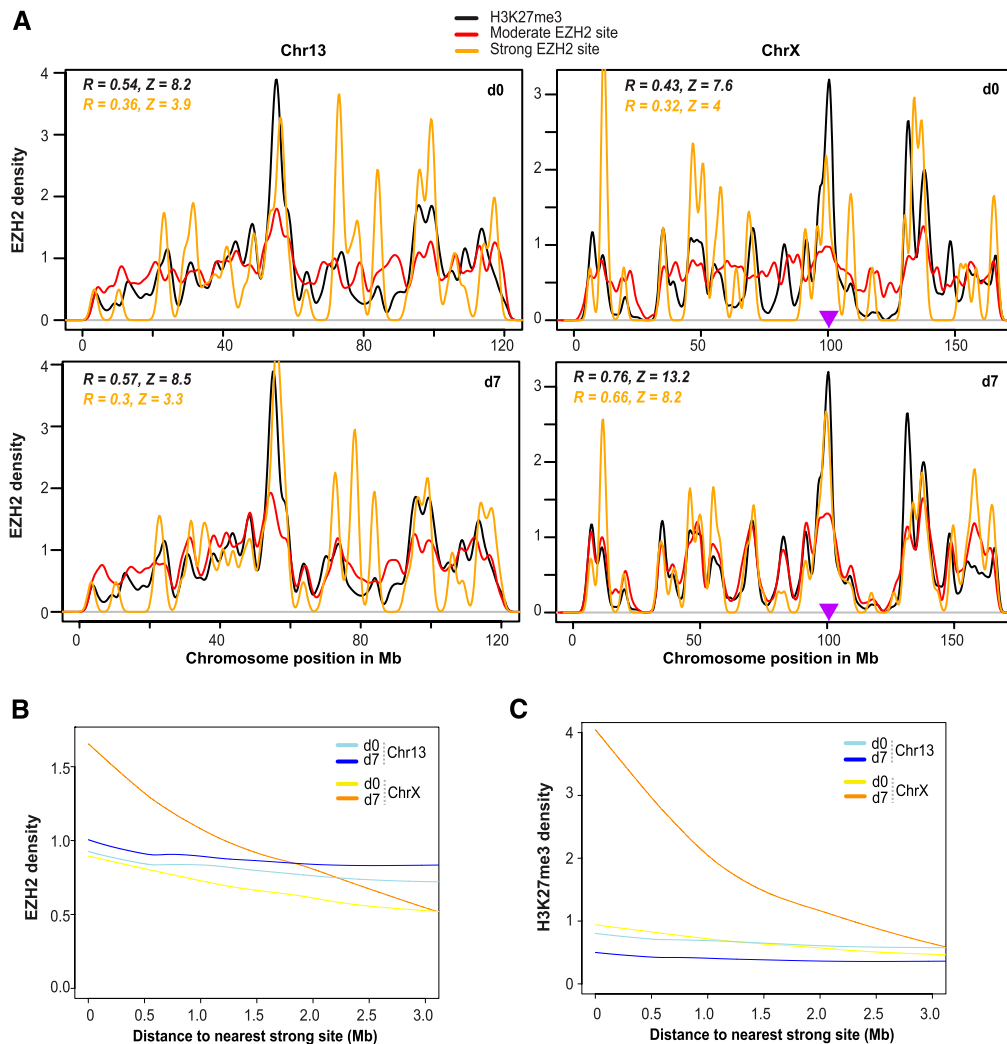 A
H3K27me3
Moderate EZH2 site
Strong EZH2 site
Chr13
ChrX
EZH2 density
4
3
2
1
0
R = 0.54, Z = 8.2
R = 0.36, Z = 3.9
d0
0 40 80 120
3
2
1
0
R = 0.43, Z = 7.6
R = 0.32, Z = 4
d0
0 50 100 150
EZH2 density
4
3
2
1
0
R = 0.57, Z = 8.5
R = 0.3, Z = 3.3
d7
0 40 80 120
Chromosome position in Mb
3
2
1
0
R = 0.76, Z = 13.2
R = 0.66, Z = 8.2
d7
0 50 100 150
Chromosome position in Mb
B
EZH2 density
1.5
1.0
0.5
0.0
d0
d7
Chr13
d0
d7
ChrX
0 0.5 1.0 1.5 2.0 2.5 3.0
Distance to nearest strong site (Mb)
C
H3K27me3 density
4
3
2
1
0
d0
d7
Chr13
d0
d7
ChrX
0 0.5 1.0 1.5 2.0 2.5 3.0
Distance to nearest strong site (Mb)